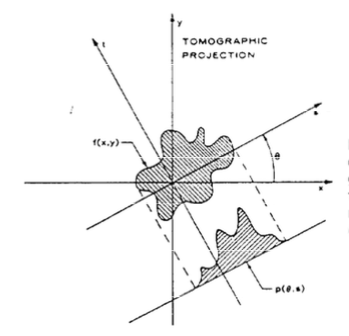 y
TOMOGRAPHIC
PROJECTION
t
s
f(x,y)
θ
x
p(θ,s)